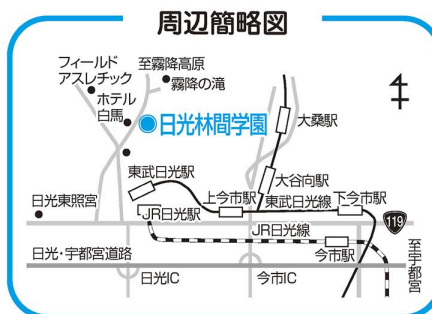 周辺簡略図
フィールド
アスレチック
至霧降高原
霧降の滝
ホテル
白馬
日光林間学園
大桑駅
東武日光駅
大谷向駅
日光東照宮
上今市駅
東武日光線
下今市駅
JR日光駅
JR日光線
119
今市駅
至宇都宮
日光・宇都宮道路
日光IC
今市IC